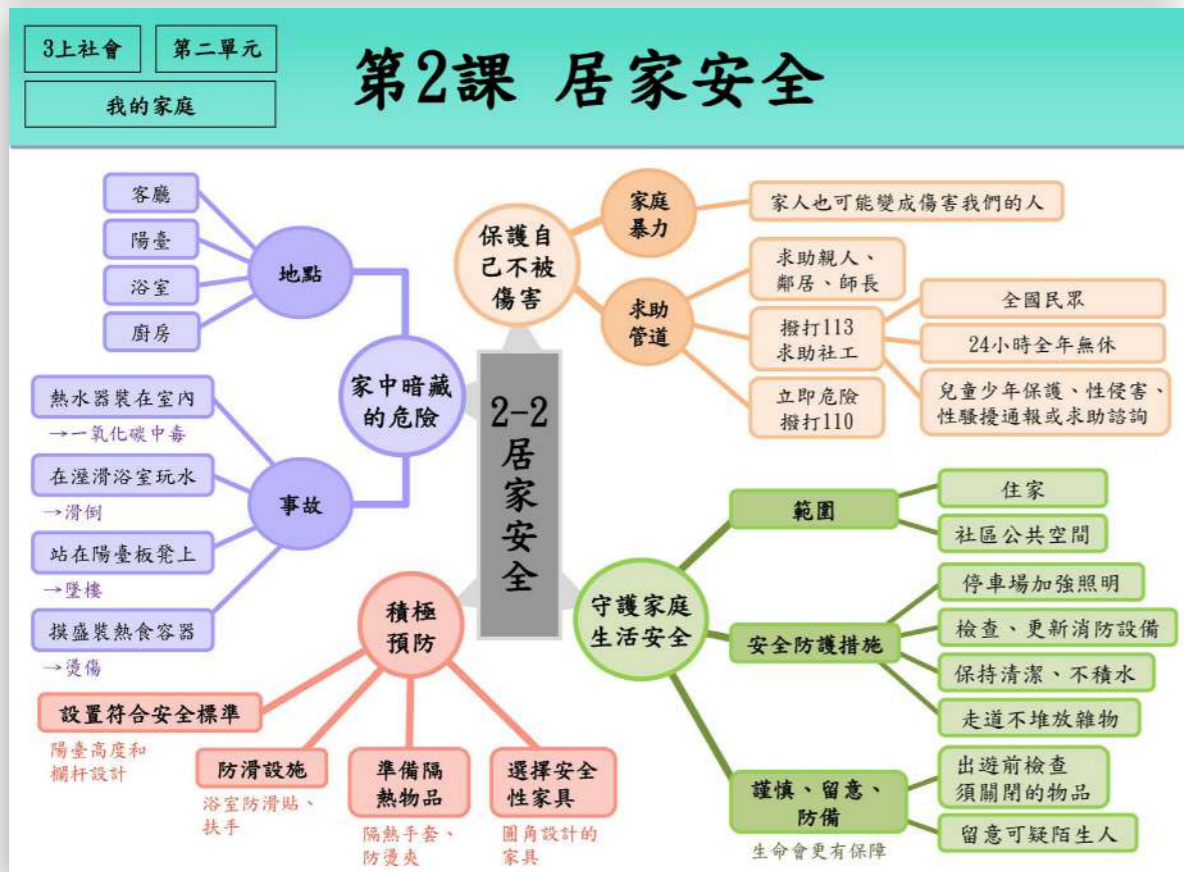 3上社會
第二單元
我的家庭
第2課 居家安全
2-2
居
家
安
全
家中暗藏
的危險
地點
客廳
陽臺
浴室
廚房
事故
熱水器裝在室內
→一氧化碳中毒
在溼滑浴室玩水
→滑倒
站在陽臺板凳上
→墜樓
摸盛裝熱食容器
→燙傷
保護自
己不被
傷害
家庭
暴力
家人也可能變成傷害我們的人
求助
管道
求助親人、
鄰居、師長
撥打113
求助社工
全國民眾
24小時全年無休
兒童少年保護、性侵害、
性騷擾通報或求助諮詢
立即危險
撥打110
積極
預防
設置符合安全標準
陽臺高度和
欄杆設計
防滑設施
浴室防滑貼、
扶手
準備隔
熱物品
隔熱手套、
防燙夾
選擇安全
性家具
圓角設計的
家具
守護家庭
生活安全
範圍
住家
社區公共空間
安全防護措施
停車場加強照明
檢查、更新消防設備
保持清潔、不積水
走道不堆放雜物
謹慎、留意、
防備
生命會更有保障
出遊前檢查
須關閉的物品
留意可疑陌生人